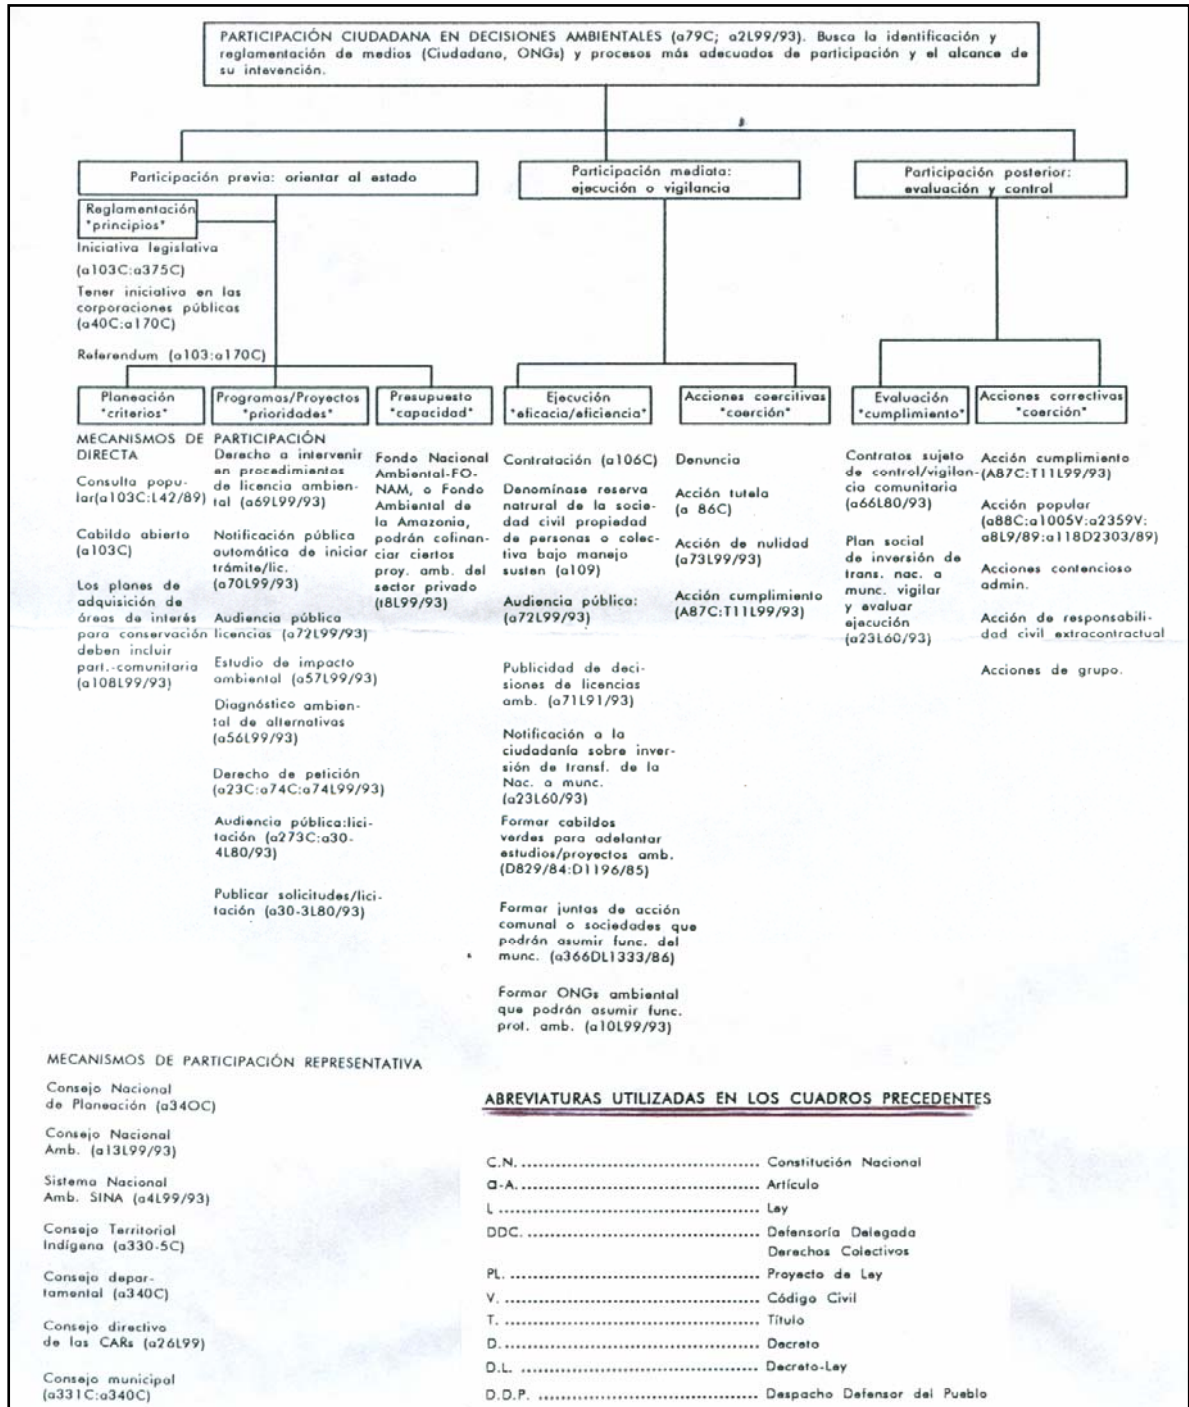 PARTICIPACIÓN CIUDADANA EN DECISIONES AMBIENTALES (a79C; a2L99/93). Busca la identificación y
reglamentación de medios (Ciudadano, ONGs) y procesos más adecuados de participación y el alcance de
su intevención.
Participación previa: orientar al estado
Participación mediata:
ejecución o vigilancia
Participación posterior:
evaluación y control
Reglamentación
"principios"
Iniciativa legislativa
(a103C:a375C)
Tener iniciativa en las
corporaciones públicas
(a40C:a170C)
Referendum (a103:a170C)
Planeación
"criterios"
Programas/Proyectos
"prioridades"
Presupuesto
"capacidad"
Ejecución
"eficacia/eficiencia"
Acciones coercitivas
"coerción"
Evaluación
"cumplimiento"
Acciones correctivas
"coerción"
MECANISMOS DE PARTICIPACIÓN
DIRECTA
Consulta popu-
lar(a103C:L42/89)
Cabildo abierto
(a103C)
Los planes de
adquisición de
áreas de interés
para conservación
deben incluir
part.-comunitaria
(a108L99/93)
Derecho a intervenir
en procedimientos
de licencia ambien-
tal (a69L99/93)
Notificación pública
automática de iniciar
trámite/lic.
(a70L99/93)
Audiencia pública
licencias (a72L99/93)
Estudio de impacto
ambiental (a57L99/93)
Diagnóstico ambien-
tal de alternativas
(a56L99/93)
Derecho de petición
(a23C:a74C:a74L99/93)
Audiencia pública:lici-
tación (a273C:a30-
4L80/93)
Publicar solicitudes/lici-
tación (a30-3L80/93)
Fondo Nacional
Ambiental-FO-
NAM, o Fondo
Ambiental de
la Amazonia,
podrán cofinan-
ciar ciertos
proy. amb. del
sector privado
(t8L99/93)
Contratación (a106C)
Denomínase reserva
natrural de la socie-
dad civil propiedad
de personas o colec-
tiva bajo manejo
susten (a109)
Audiencia pública:
(a72L99/93)
Publicidad de deci-
siones de licencias
amb. (a71L91/93)
Notificación a la
ciudadanía sobre inver-
sión de transf. de la
Nac. a munc.
(a23L60/93)
Formar cabildos
verdes para adelantar
estudios/proyectos amb.
(D829/84:D1196/85)
Formar juntas de acción
comunal o sociedades que
podrán asumir func. del
munc. (a366DL1333/86)
Formar ONGs ambiental
que podrán asumir func.
prot. amb. (a10L99/93)
Denuncia
Acción tutela
(a 86C)
Acción de nulidad
(a73L99/93)
Acción cumplimiento
(A87C:T11L99/93)
Contratos sujeto
de control/vigilan-
cia comunitaria
(a66L80/93)
Plan social
de inversión de
trans. nac. a
munc. vigilar
y evaluar
ejecución
(a23L60/93)
Acción cumplimiento
(A87C:T11L99/93)
Acción popular
(a88C:a1005V:a2359V:
a8L9/89:a118D2303/89)
Acciones contencioso
admin.
Acción de responsabili-
dad civil extracontractual
Acciones de grupo.
MECANISMOS DE PARTICIPACIÓN REPRESENTATIVA
Consejo Nacional
de Planeación (a34OC)
Consejo Nacional
Amb. (a13L99/93)
Sistema Nacional
Amb. SINA (a4L99/93)
Consejo Territorial
Indígena (a330-5C)
Consejo depar-
tamental (a340C)
Consejo directivo
de las CARs (a26L99)
Consejo municipal
(a331C:a340C)
ABREVIATURAS UTILIZADAS EN LOS CUADROS PRECEDENTES
C.N. .................................... Constitución Nacional
a-A. .................................... Artículo
L .................................... Ley
DDC. .................................... Defensoría Delegada
Derechos Colectivos
PL. .................................... Proyecto de Ley
V. .................................... Código Civil
T. .................................... Título
D. .................................... Decreto
D.L. .................................... Decreto-Ley
D.D.P. .................................... Despacho Defensor del Pueblo